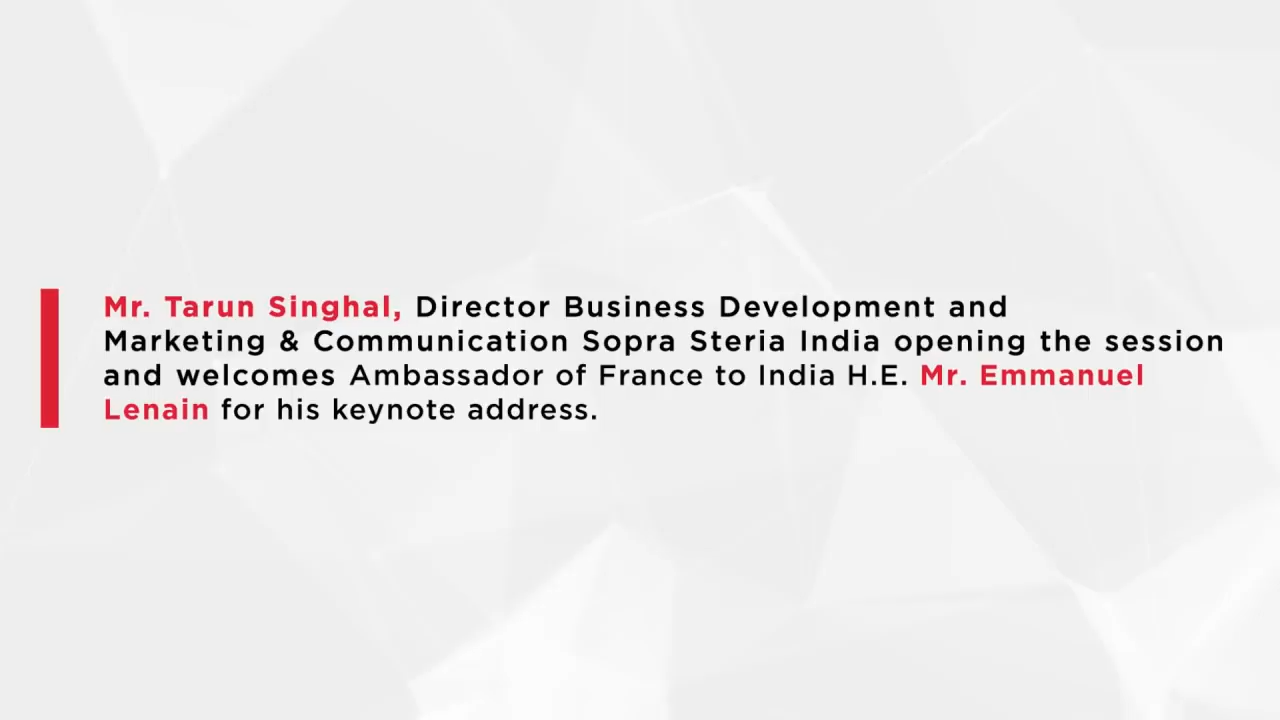 Mr. Tarun Singhal, Director Business Development and
Marketing & Communication Sopra Steria India opening the session
and welcomes Ambassador of France to India H.E. Mr. Emmanuel
Lenain for his keynote address.